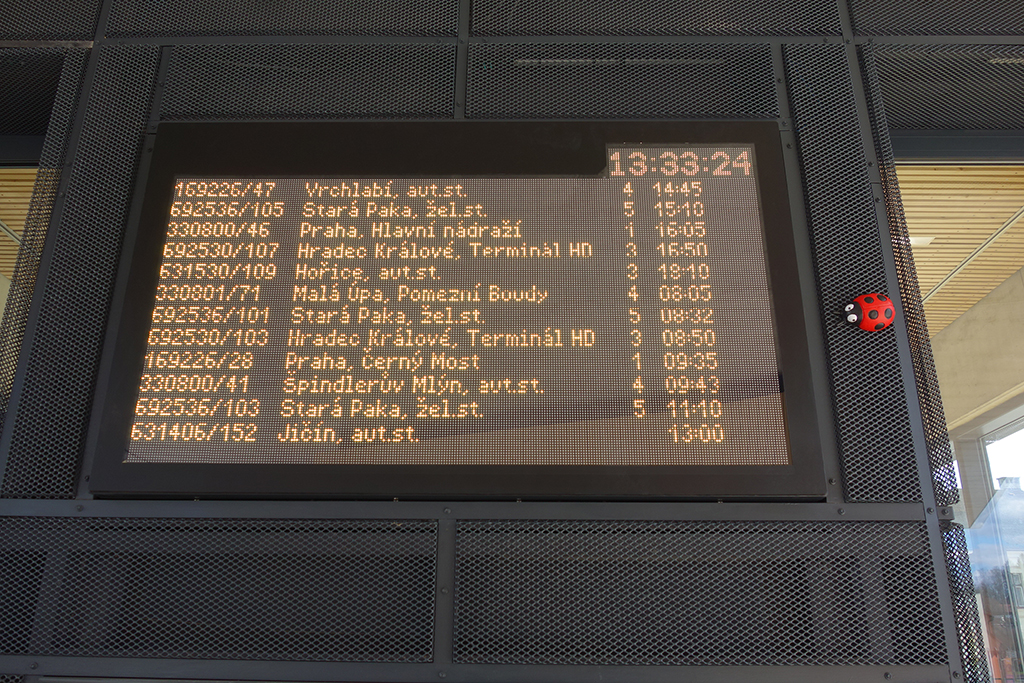 13:33:24
169226/47 Vrchlabí, aut.st. 4 14:45
692536/105 Stará Paka, žel.st. 5 15:10
330800/46 Praha, Hlavní nádraží 1 16:05
692530/107 Hradec Králové, Terminál HD 3 16:50
631530/109 Hořice, aut.st. 3 18:10
330801/71 Malá Úpa, Pomezní Boudy 4 08:05
692536/101 Stará Paka, žel.st. 5 08:32
692530/103 Hradec Králové, Terminál HD 3 08:50
169226/28 Praha, Černý Most 1 09:35
330800/41 Špindlerův Mlýn, aut.st. 4 09:43
692536/103 Stará Paka, žel.st. 5 11:10
631406/152 Jičín, aut.st. 13:00